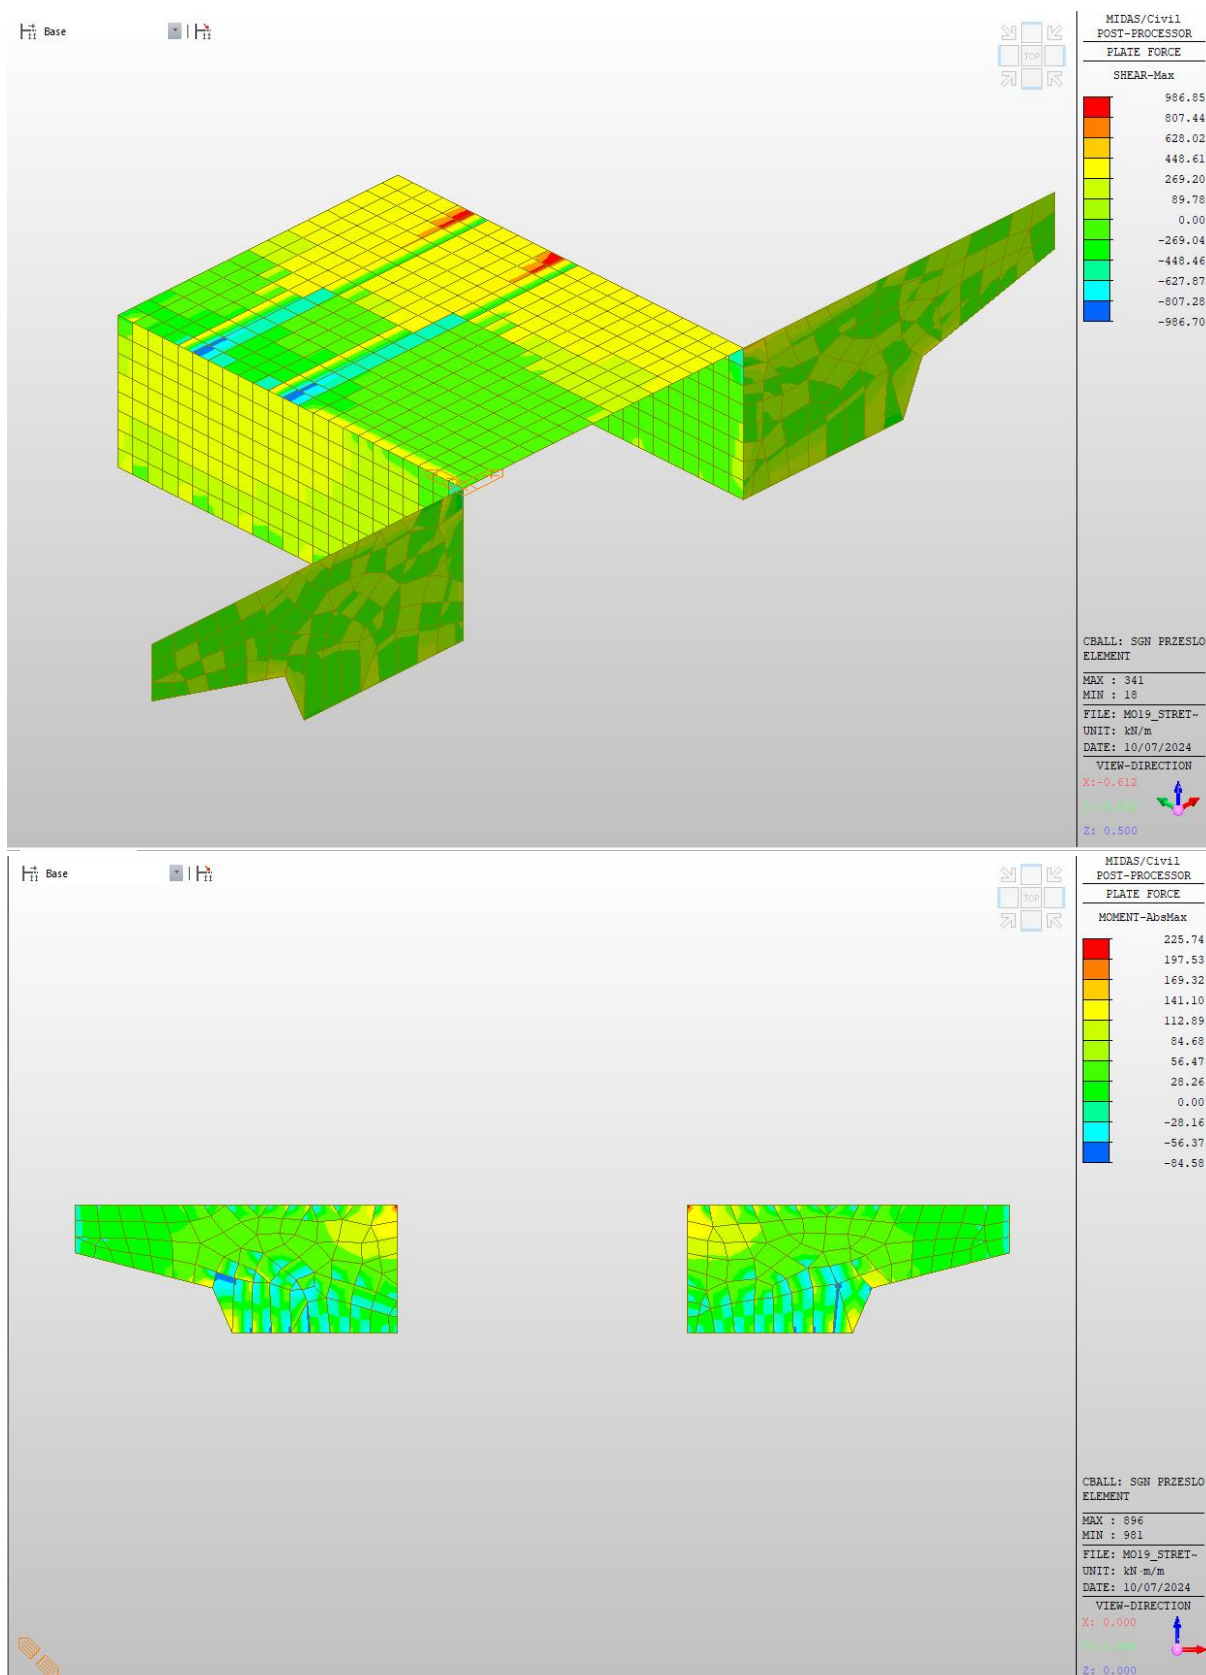 Base
TOP
MIDAS/Civil
POST-PROCESSOR
PLATE FORCE
SHEAR-Max
986.85
807.44
628.02
448.61
269.20
89.78
0.00
-269.04
-448.46
-627.87
-807.28
-986.70
CBALL: SGN PRZESLO
ELEMENT
MAX : 341
MIN : 18
FILE: MO19_STRET~
UNIT: kN/m
DATE: 10/07/2024
VIEW-DIRECTION
X:-0.612
Z: 0.500
Base
TOP
MIDAS/Civil
POST-PROCESSOR
PLATE FORCE
MOMENT-AbsMax
225.74
197.53
169.32
141.10
112.89
84.68
56.47
28.26
0.00
-28.16
-56.37
-84.58
CBALL: SGN PRZESLO
ELEMENT
MAX : 896
MIN : 981
FILE: MO19_STRET~
UNIT: kN·m/m
DATE: 10/07/2024
VIEW-DIRECTION
X: 0.000
Z: 0.000